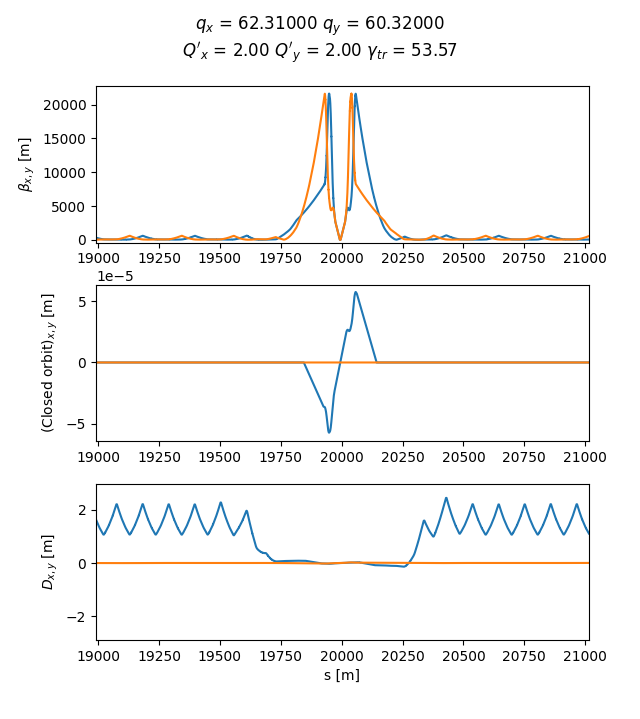 q_x = 62.31000 q_y = 60.32000
Q'_x = 2.00 Q'_y = 2.00 γ_tr = 53.57
20000
15000
10000
5000
0
β_x,y [m]
19000 19250 19500 19750 20000 20250 20500 20750 21000
1e−5
5
0
−5
(Closed orbit)_x,y [m]
19000 19250 19500 19750 20000 20250 20500 20750 21000
2
0
−2
D_x,y [m]
19000 19250 19500 19750 20000 20250 20500 20750 21000
s [m]